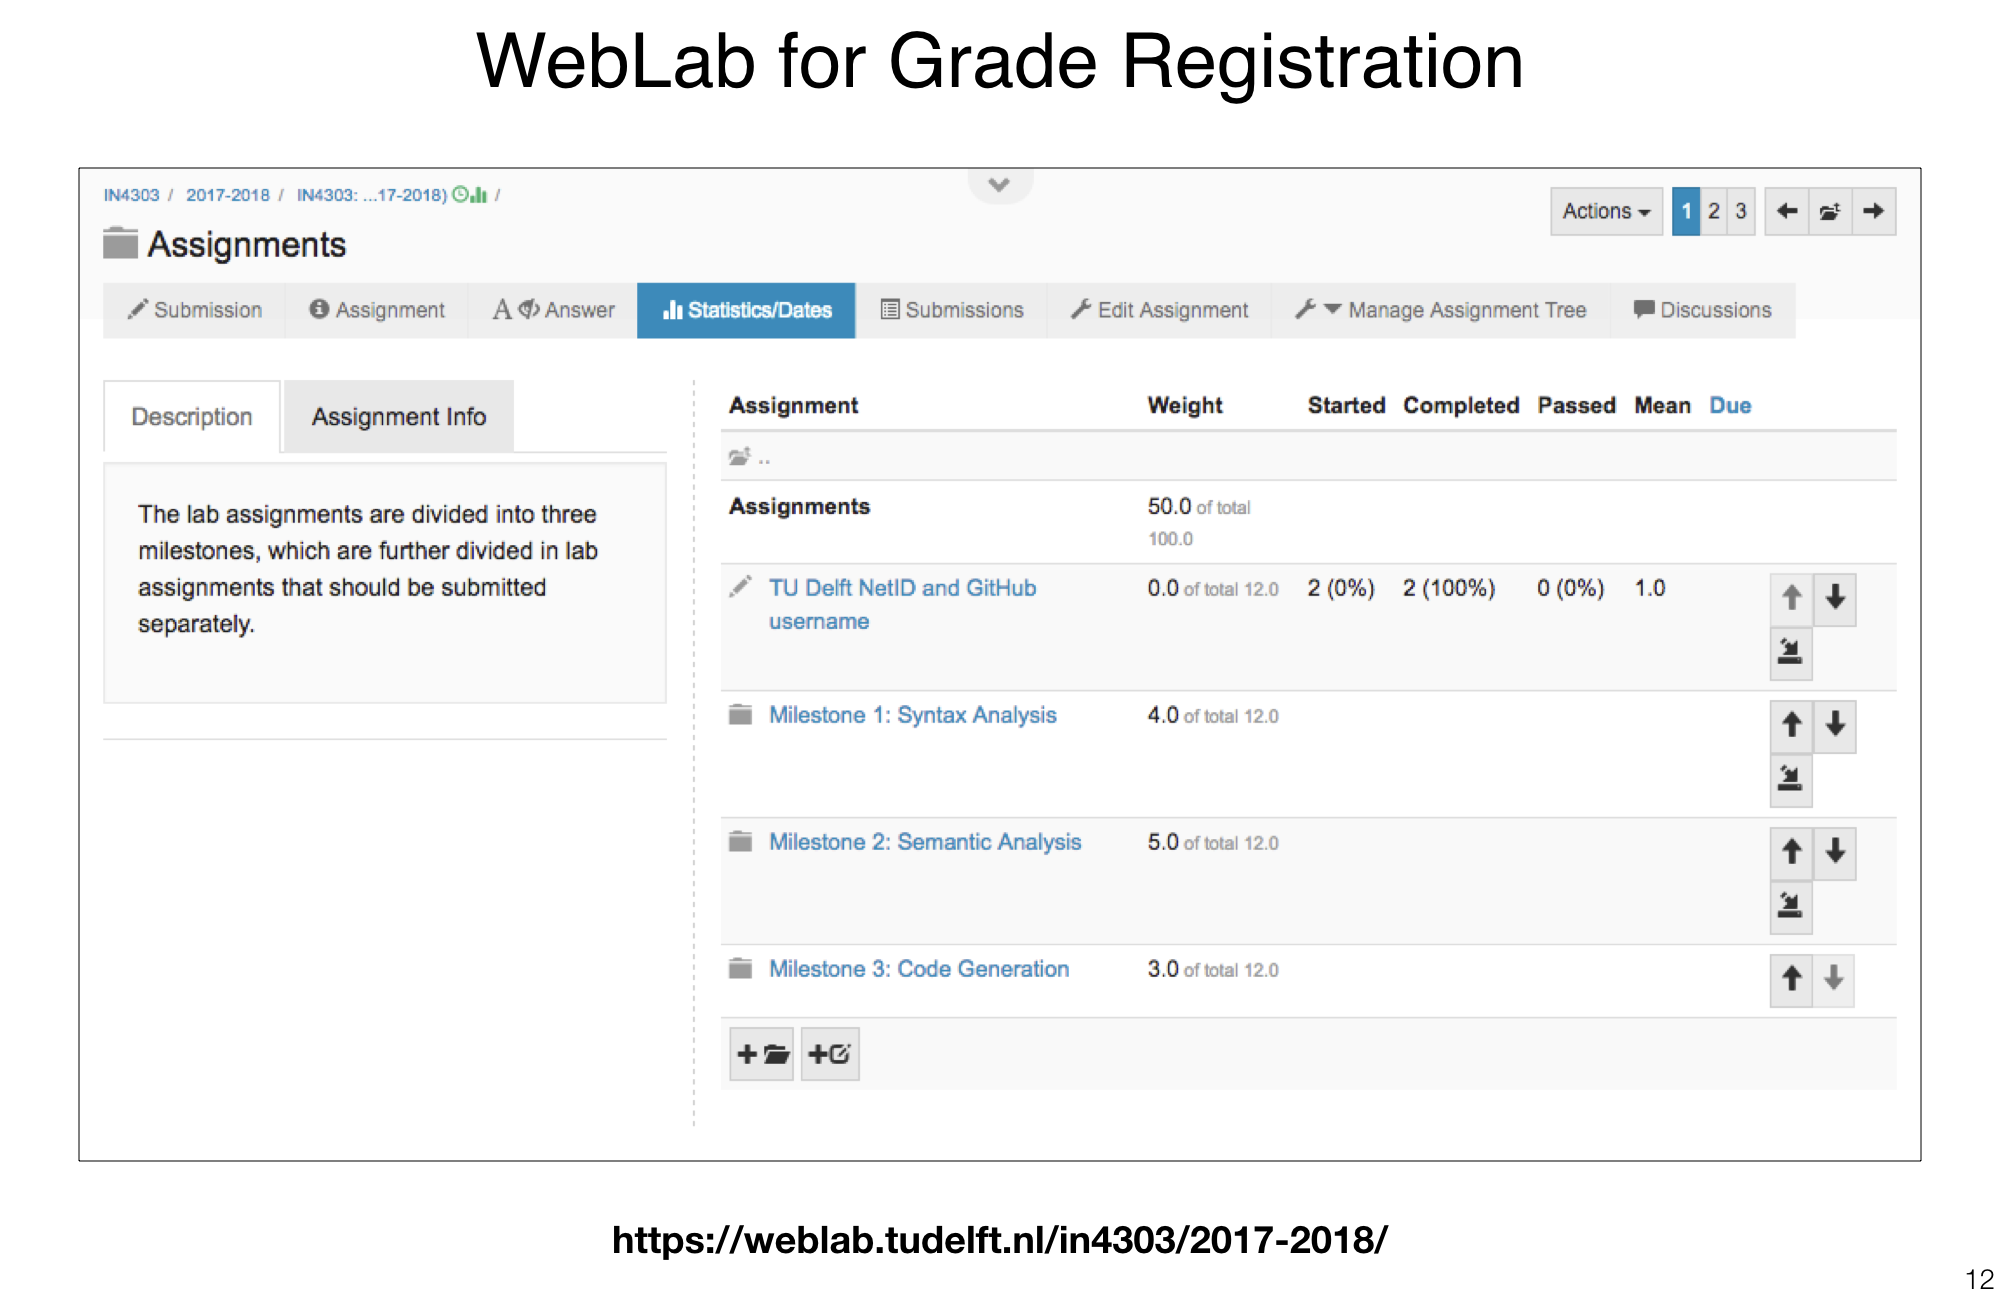 WebLab for Grade Registration
IN4303 / 2017-2018 / IN4303: ...17-2018) /
Actions 1 2 3
Assignments
Submission Assignment A Answer Statistics/Dates Submissions Edit Assignment Manage Assignment Tree Discussions
Description Assignment Info
The lab assignments are divided into three
milestones, which are further divided in lab
assignments that should be submitted
separately.
Assignment Weight Started Completed Passed Mean Due
..
Assignments 50.0 of total
100.0
TU Delft NetID and GitHub 0.0 of total 12.0 2 (0%) 2 (100%) 0 (0%) 1.0
username
Milestone 1: Syntax Analysis 4.0 of total 12.0
Milestone 2: Semantic Analysis 5.0 of total 12.0
Milestone 3: Code Generation 3.0 of total 12.0
https://weblab.tudelft.nl/in4303/2017-2018/
12